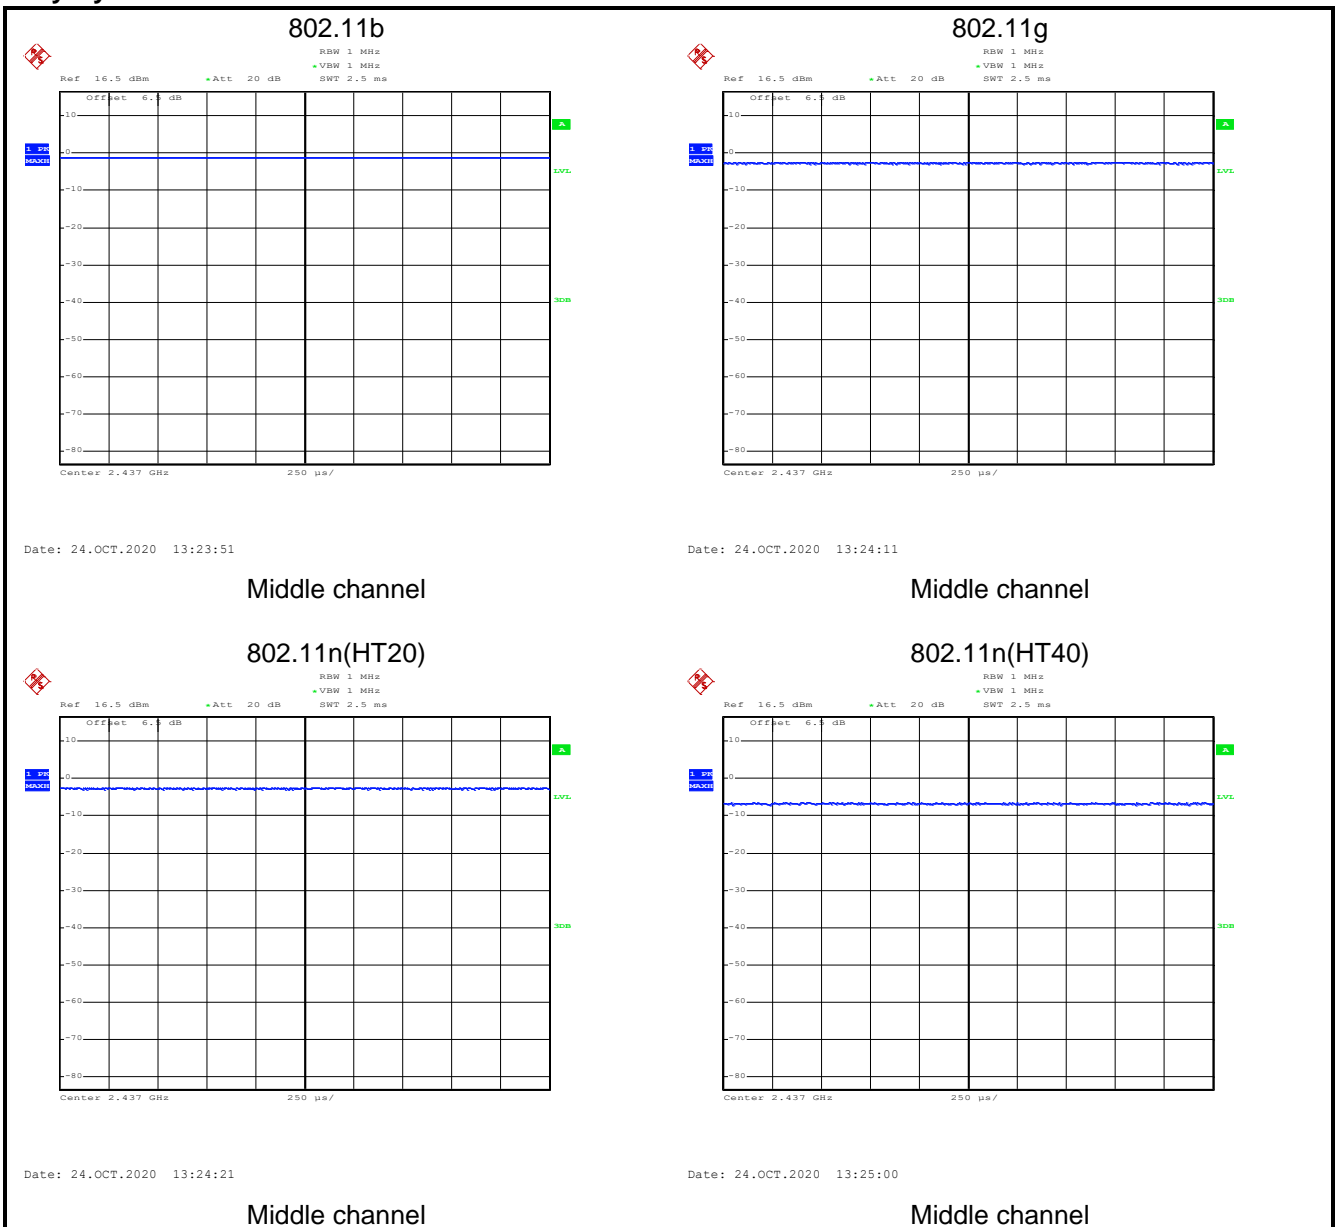 802.11b
RBW 1 MHz
*VBW 1 MHz
Ref 16.5 dBm *Att 20 dB SWT 2.5 ms
Offset 6.5 dB
A
10
1 PK
MAXH
0
LVL
-10
-20
-30
3DB
-40
-50
-60
-70
-80
Center 2.437 GHz 250 µs/
Date: 24.OCT.2020 13:23:51
Middle channel
802.11g
RBW 1 MHz
*VBW 1 MHz
Ref 16.5 dBm *Att 20 dB SWT 2.5 ms
Offset 6.5 dB
A
10
1 PK
MAXH
0
LVL
-10
-20
-30
3DB
-40
-50
-60
-70
-80
Center 2.437 GHz 250 µs/
Date: 24.OCT.2020 13:24:11
Middle channel
802.11n(HT20)
RBW 1 MHz
*VBW 1 MHz
Ref 16.5 dBm *Att 20 dB SWT 2.5 ms
Offset 6.5 dB
A
10
1 PK
MAXH
0
LVL
-10
-20
-30
3DB
-40
-50
-60
-70
-80
Center 2.437 GHz 250 µs/
Date: 24.OCT.2020 13:24:21
Middle channel
802.11n(HT40)
RBW 1 MHz
*VBW 1 MHz
Ref 16.5 dBm *Att 20 dB SWT 2.5 ms
Offset 6.5 dB
A
10
1 PK
MAXH
0
LVL
-10
-20
-30
3DB
-40
-50
-60
-70
-80
Center 2.437 GHz 250 µs/
Date: 24.OCT.2020 13:25:00
Middle channel